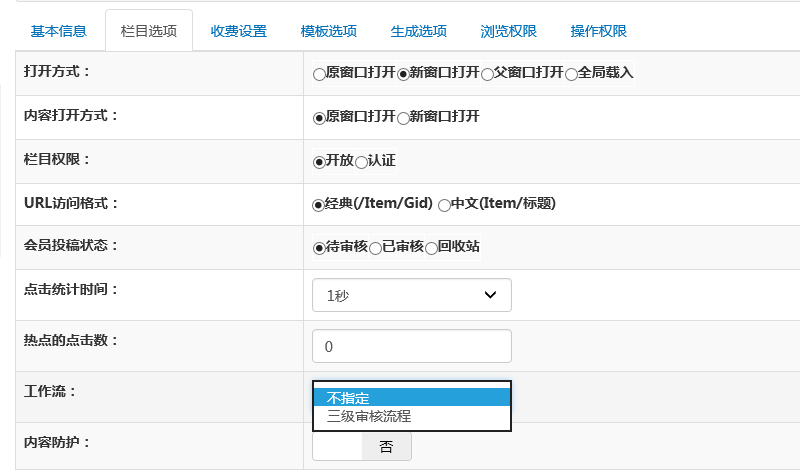 基本信息 栏目选项 收费设置 模板选项 生成选项 浏览权限 操作权限
打开方式： 原窗口打开 新窗口打开 父窗口打开 全局载入
内容打开方式： 原窗口打开 新窗口打开
栏目权限： 开放 认证
URL访问格式： 经典(/Item/Gid) 中文(Item/标题)
会员投稿状态： 待审核 已审核 回收站
点击统计时间： 1秒
热点的点击数： 0
工作流： 不指定
三级审核流程
内容防护： 否